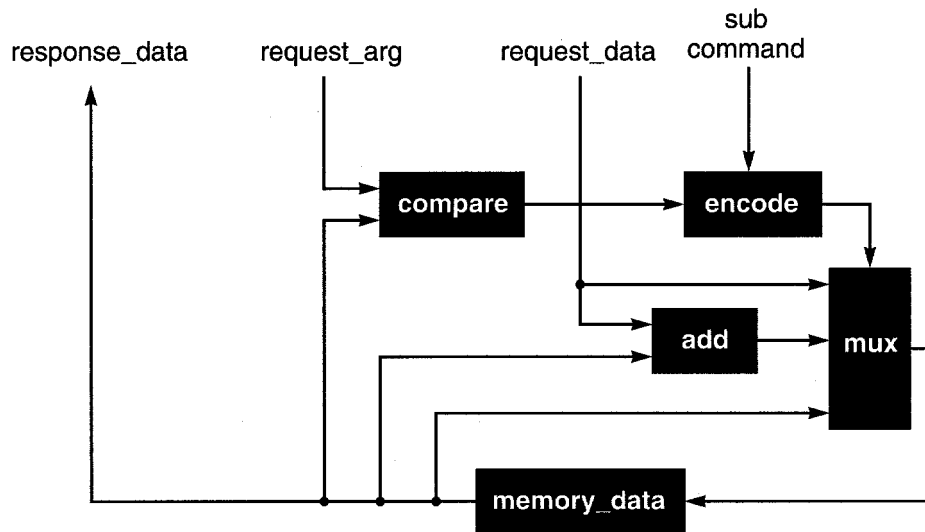 sub
response_data request_arg request_data command
compare encode
add mux
memory_data